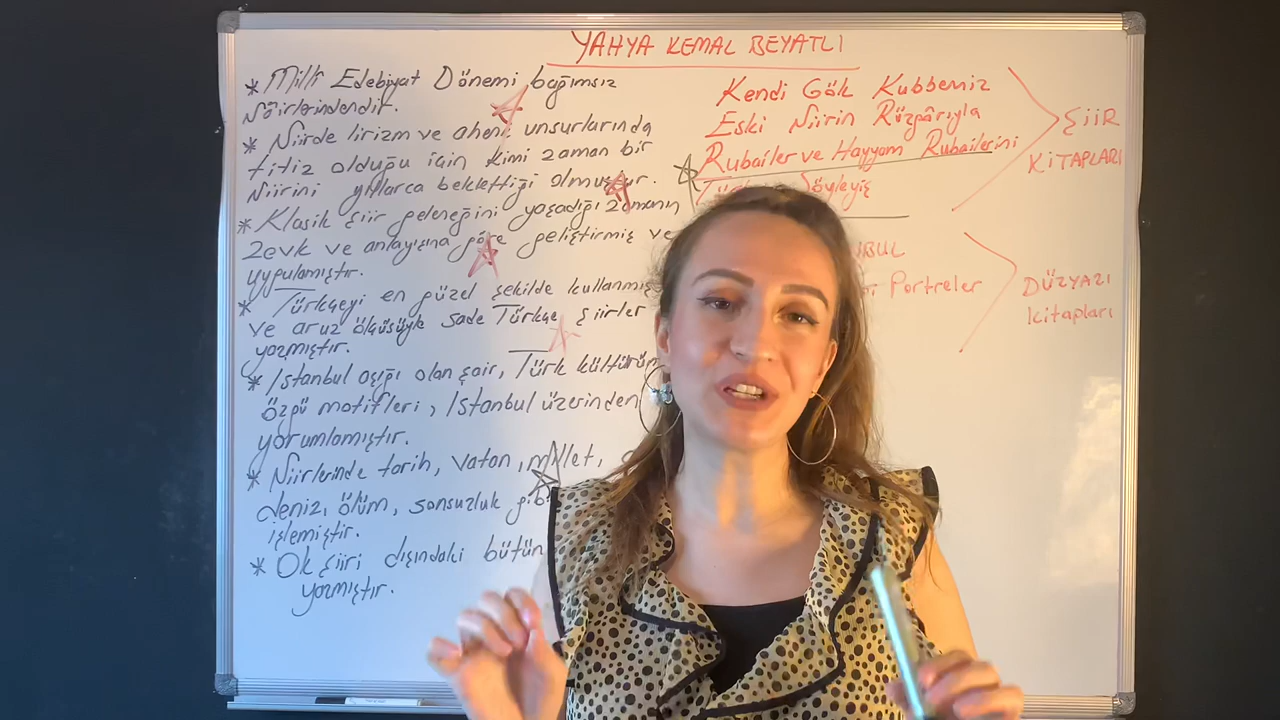 YAHYA KEMAL BEYATLI
* Milli Edebiyat Dönemi bağımsız
şairlerindendir.
* Şiirde lirizm ve ahenk unsurlarında
titiz olduğu için kimi zaman bir
şiirini yıllarca beklettiği olmuştur.
* Klasik şiir geleneğini yaşadığı zamanın
zevk ve anlayışına göre geliştirmiş ve
uygulamıştır.
* Türkçeyi en güzel şekilde kullanmış
ve aruz ölçüsüyle sade Türkçe şiirler
yazmıştır.
* İstanbul aşığı olan şair, Türk kültürün
özgü motifleri, İstanbul üzerinden
yorumlamıştır.
* Şiirlerinde tarih, vatan, millet,
deniz, ölüm, sonsuzluk gibi
işlemiştir.
* Ok şiiri dışındaki bütün
yazmıştır.
Kendi Gök Kubbemiz
Eski Şiirin Rüzgârıyla
Rubailer ve Hayyam Rubailerini
Söyleyiş
ŞİİR
KİTAPLARI
BUL
Portreler
DÜZYAZI
kitapları